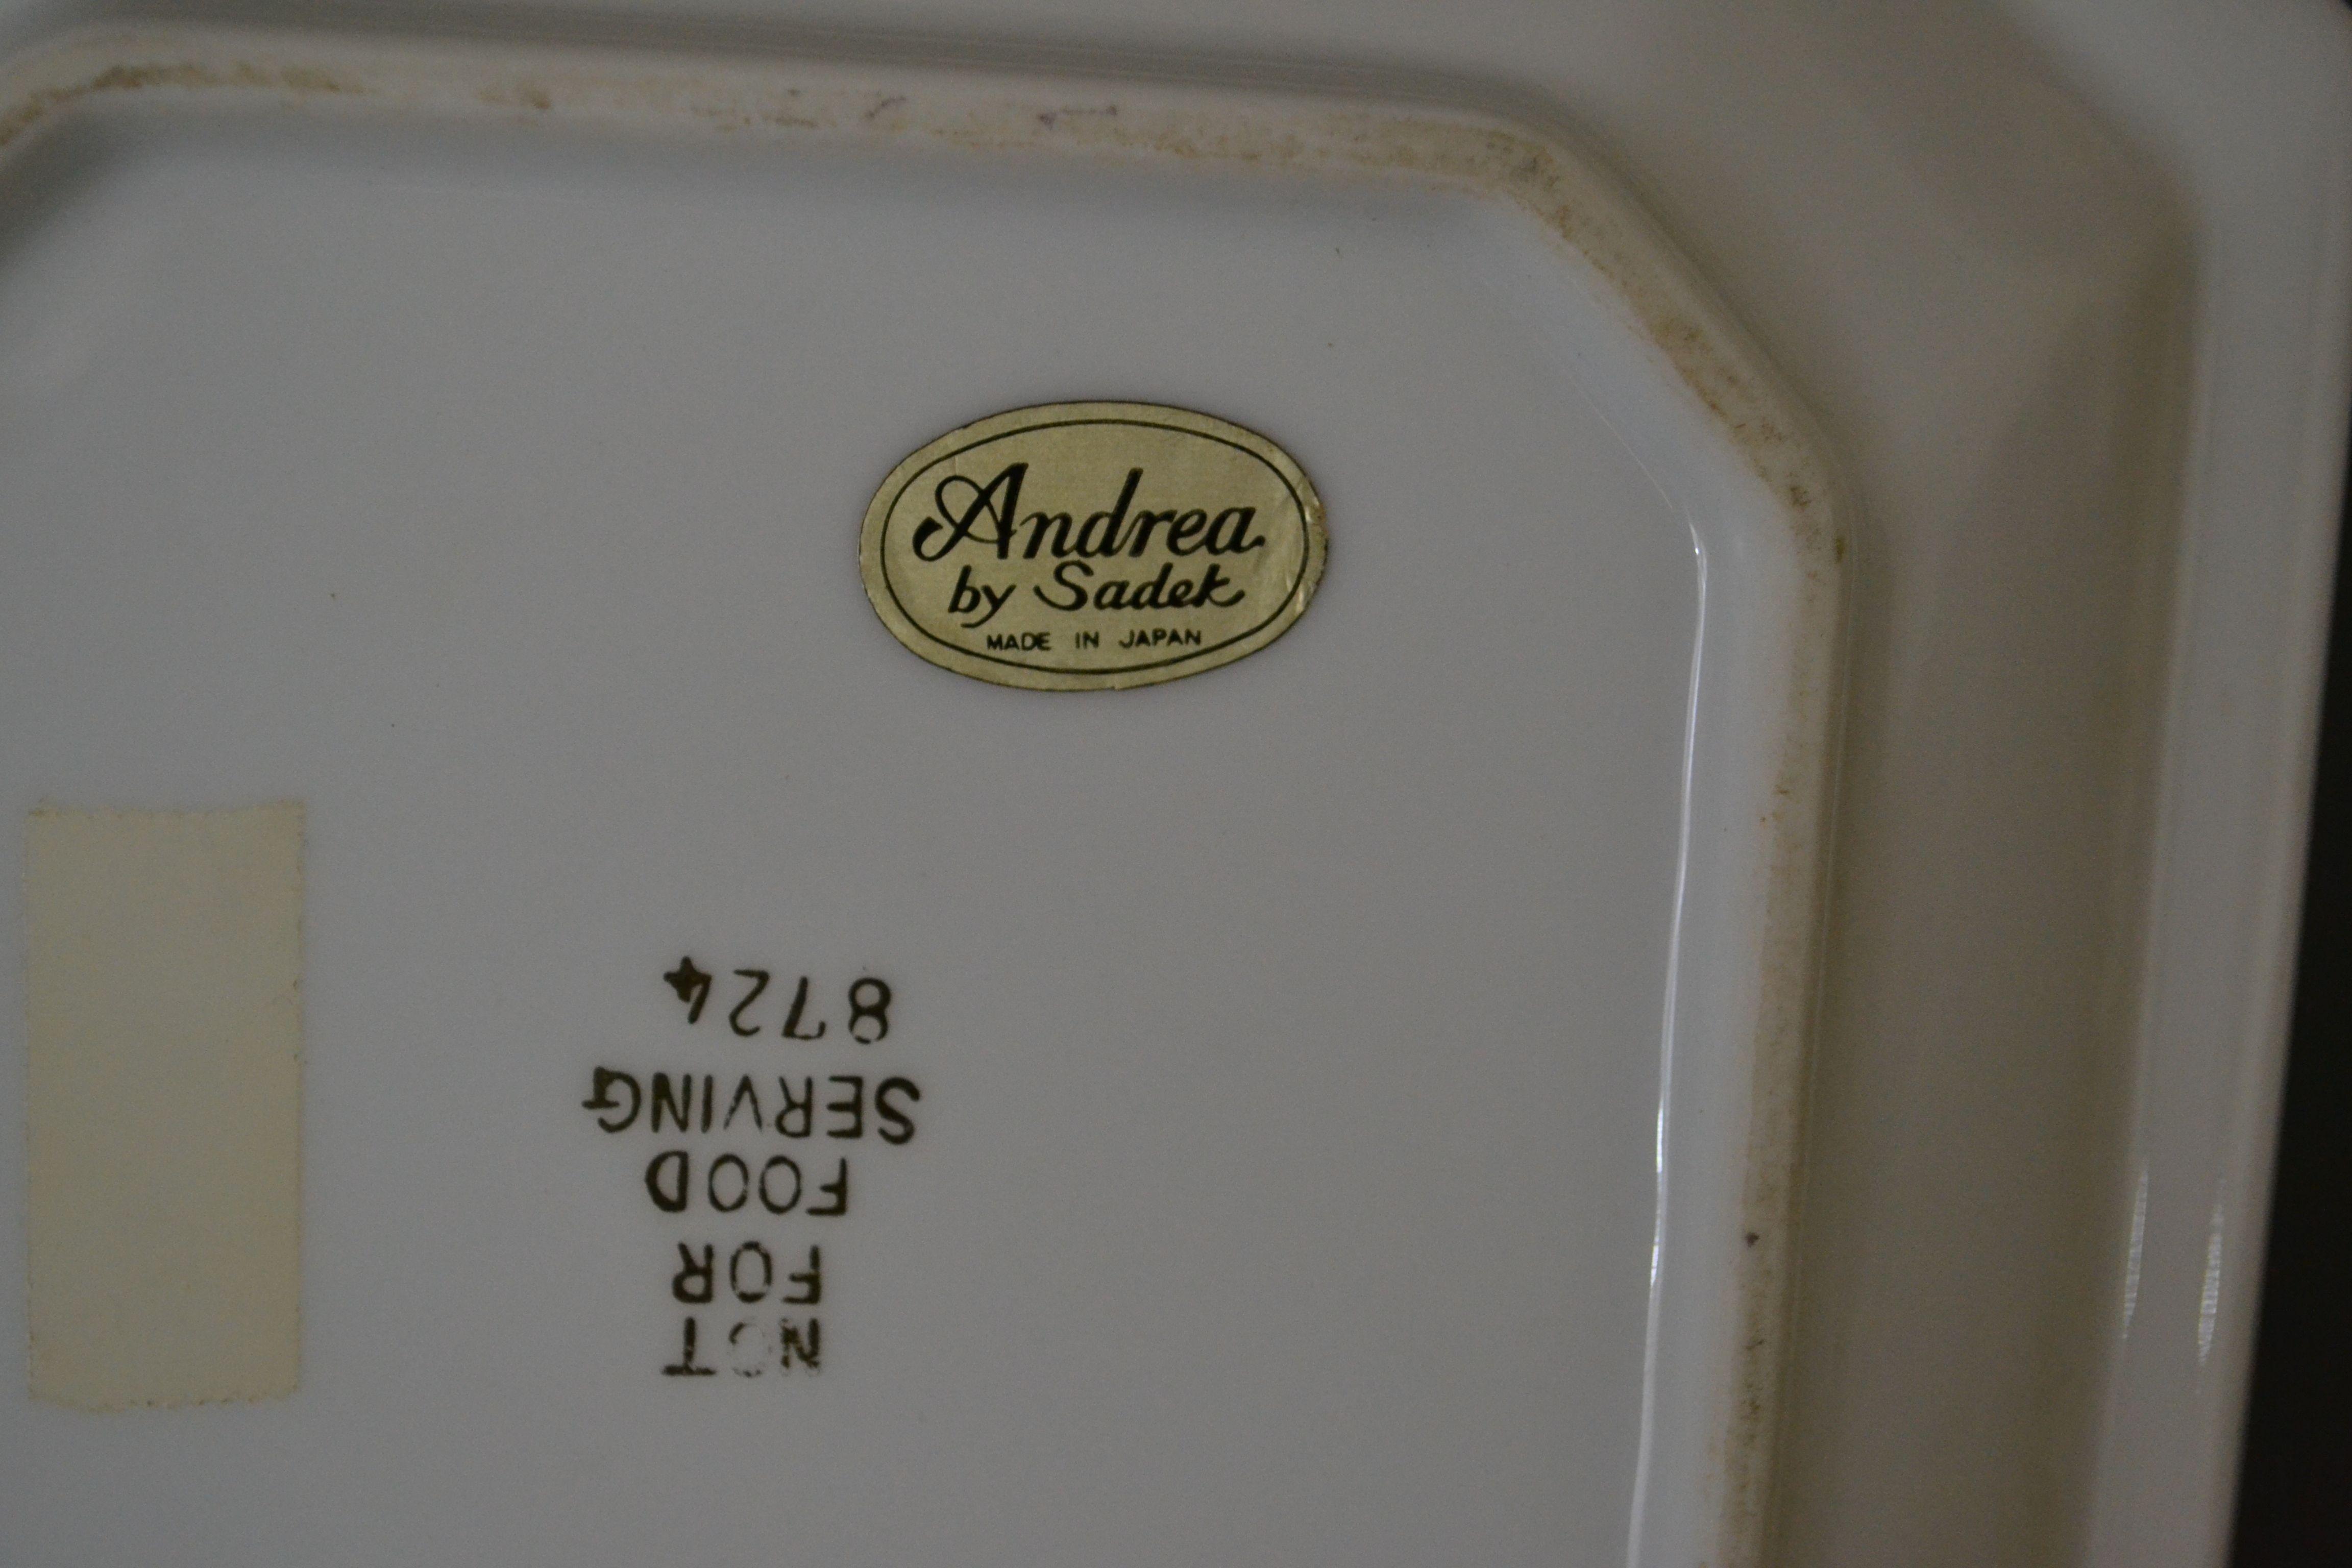 Andrea
by Sadek
MADE IN JAPAN
NOT
FOR
FOOD
SERVING
8724